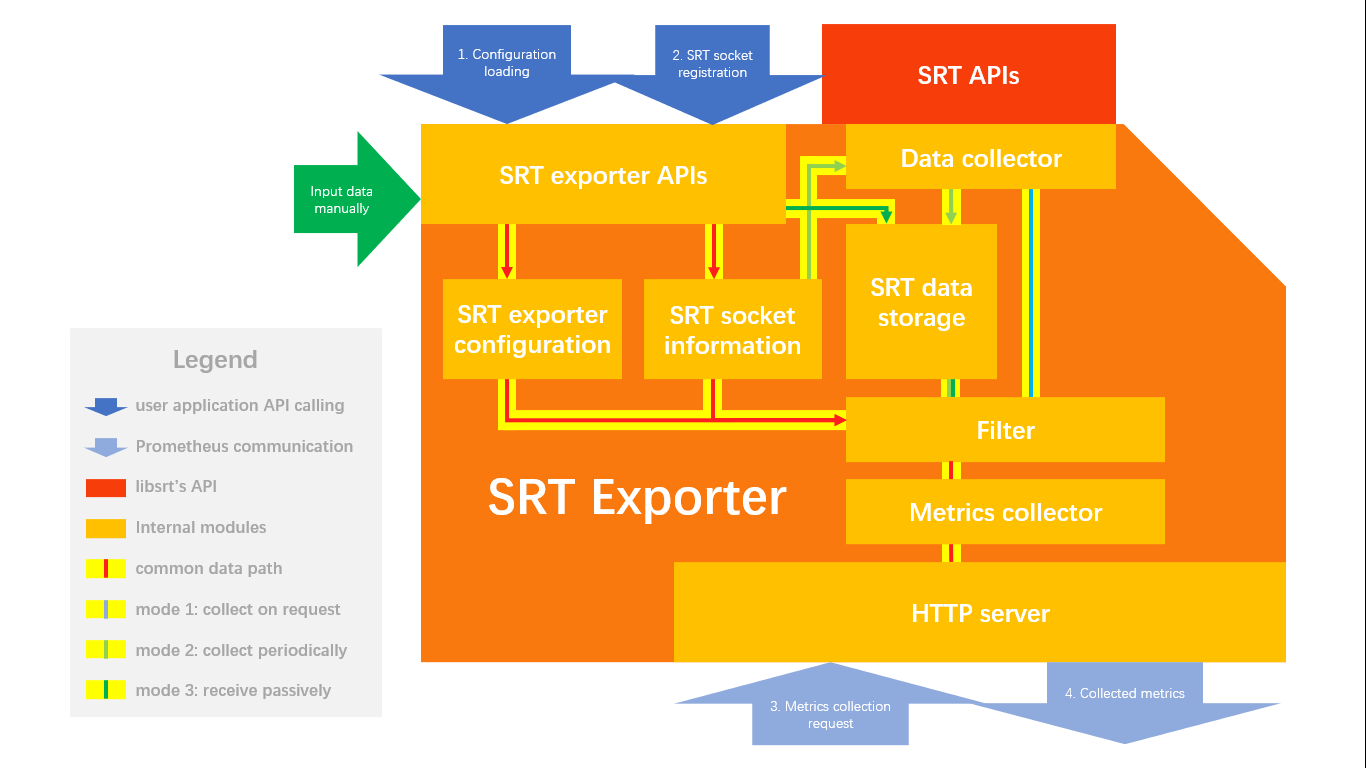 1. Configuration
loading
2. SRT socket
registration
SRT APIs
Input data
manually
SRT exporter APIs
Data collector
SRT exporter
configuration
SRT socket
information
SRT data
storage
Filter
SRT Exporter
Metrics collector
HTTP server
3. Metrics collection
request
4. Collected metrics
Legend
user application API calling
Prometheus communication
libsrt’s API
Internal modules
common data path
mode 1: collect on request
mode 2: collect periodically
mode 3: receive passively